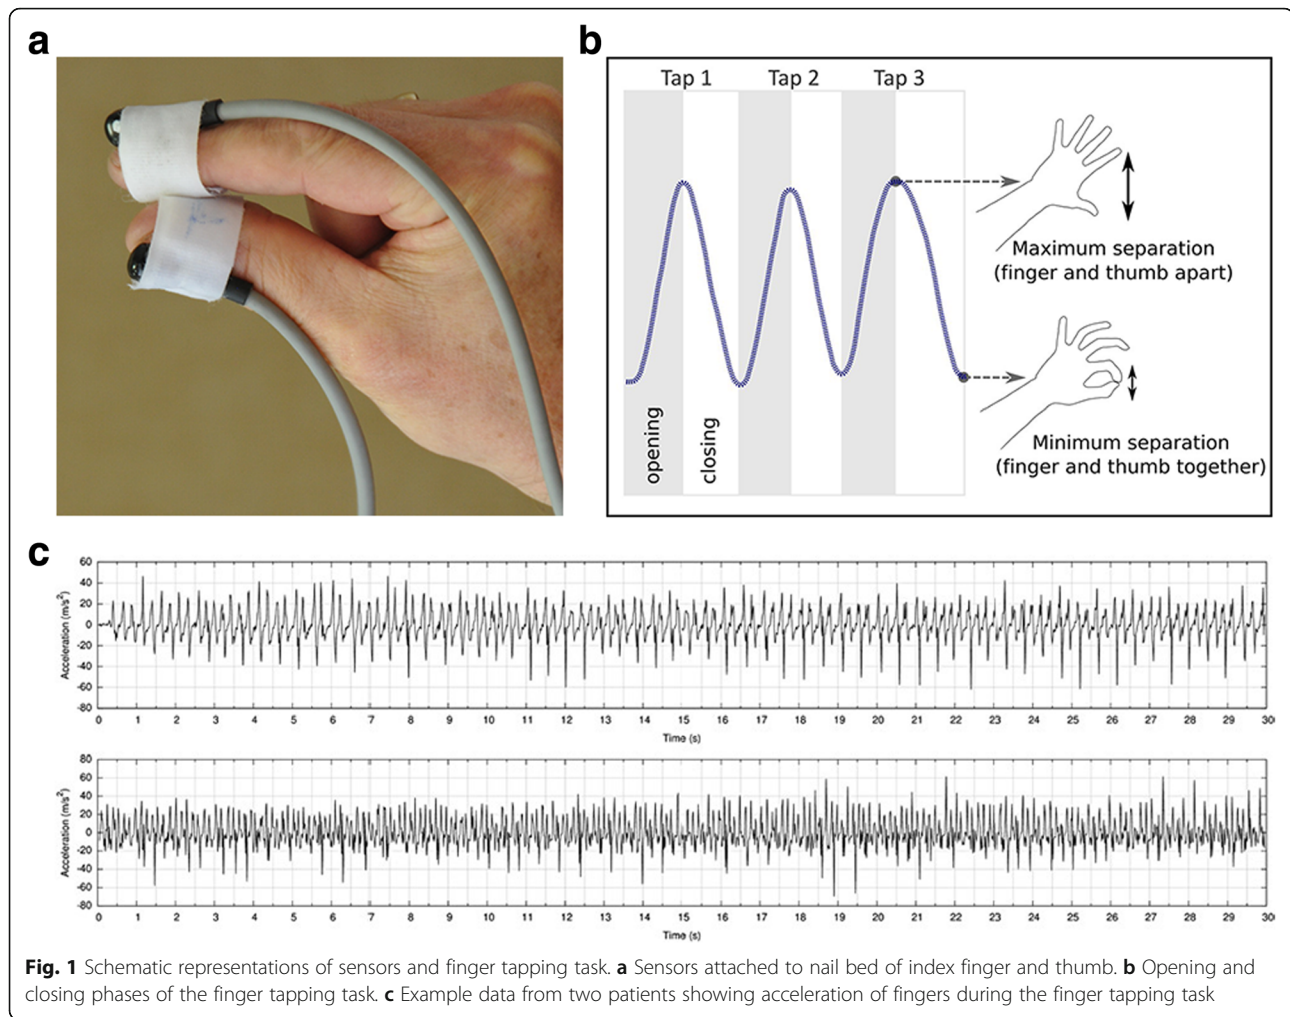 a
b
Tap 1 Tap 2 Tap 3
Maximum separation
(finger and thumb apart)
opening
closing
Minimum separation
(finger and thumb together)
c
60
40
20
0
-20
-40
-60
-80
Acceleration (m/s²)
0 1 2 3 4 5 6 7 8 9 10 11 12 13 14 15 16 17 18 19 20 21 22 23 24 25 26 27 28 29 30
Time (s)
80
60
40
20
0
-20
-40
-60
-80
Acceleration (m/s²)
0 1 2 3 4 5 6 7 8 9 10 11 12 13 14 15 16 17 18 19 20 21 22 23 24 25 26 27 28 29 30
Time (s)
Fig. 1 Schematic representations of sensors and finger tapping task. a Sensors attached to nail bed of index finger and thumb. b Opening and
closing phases of the finger tapping task. c Example data from two patients showing acceleration of fingers during the finger tapping task